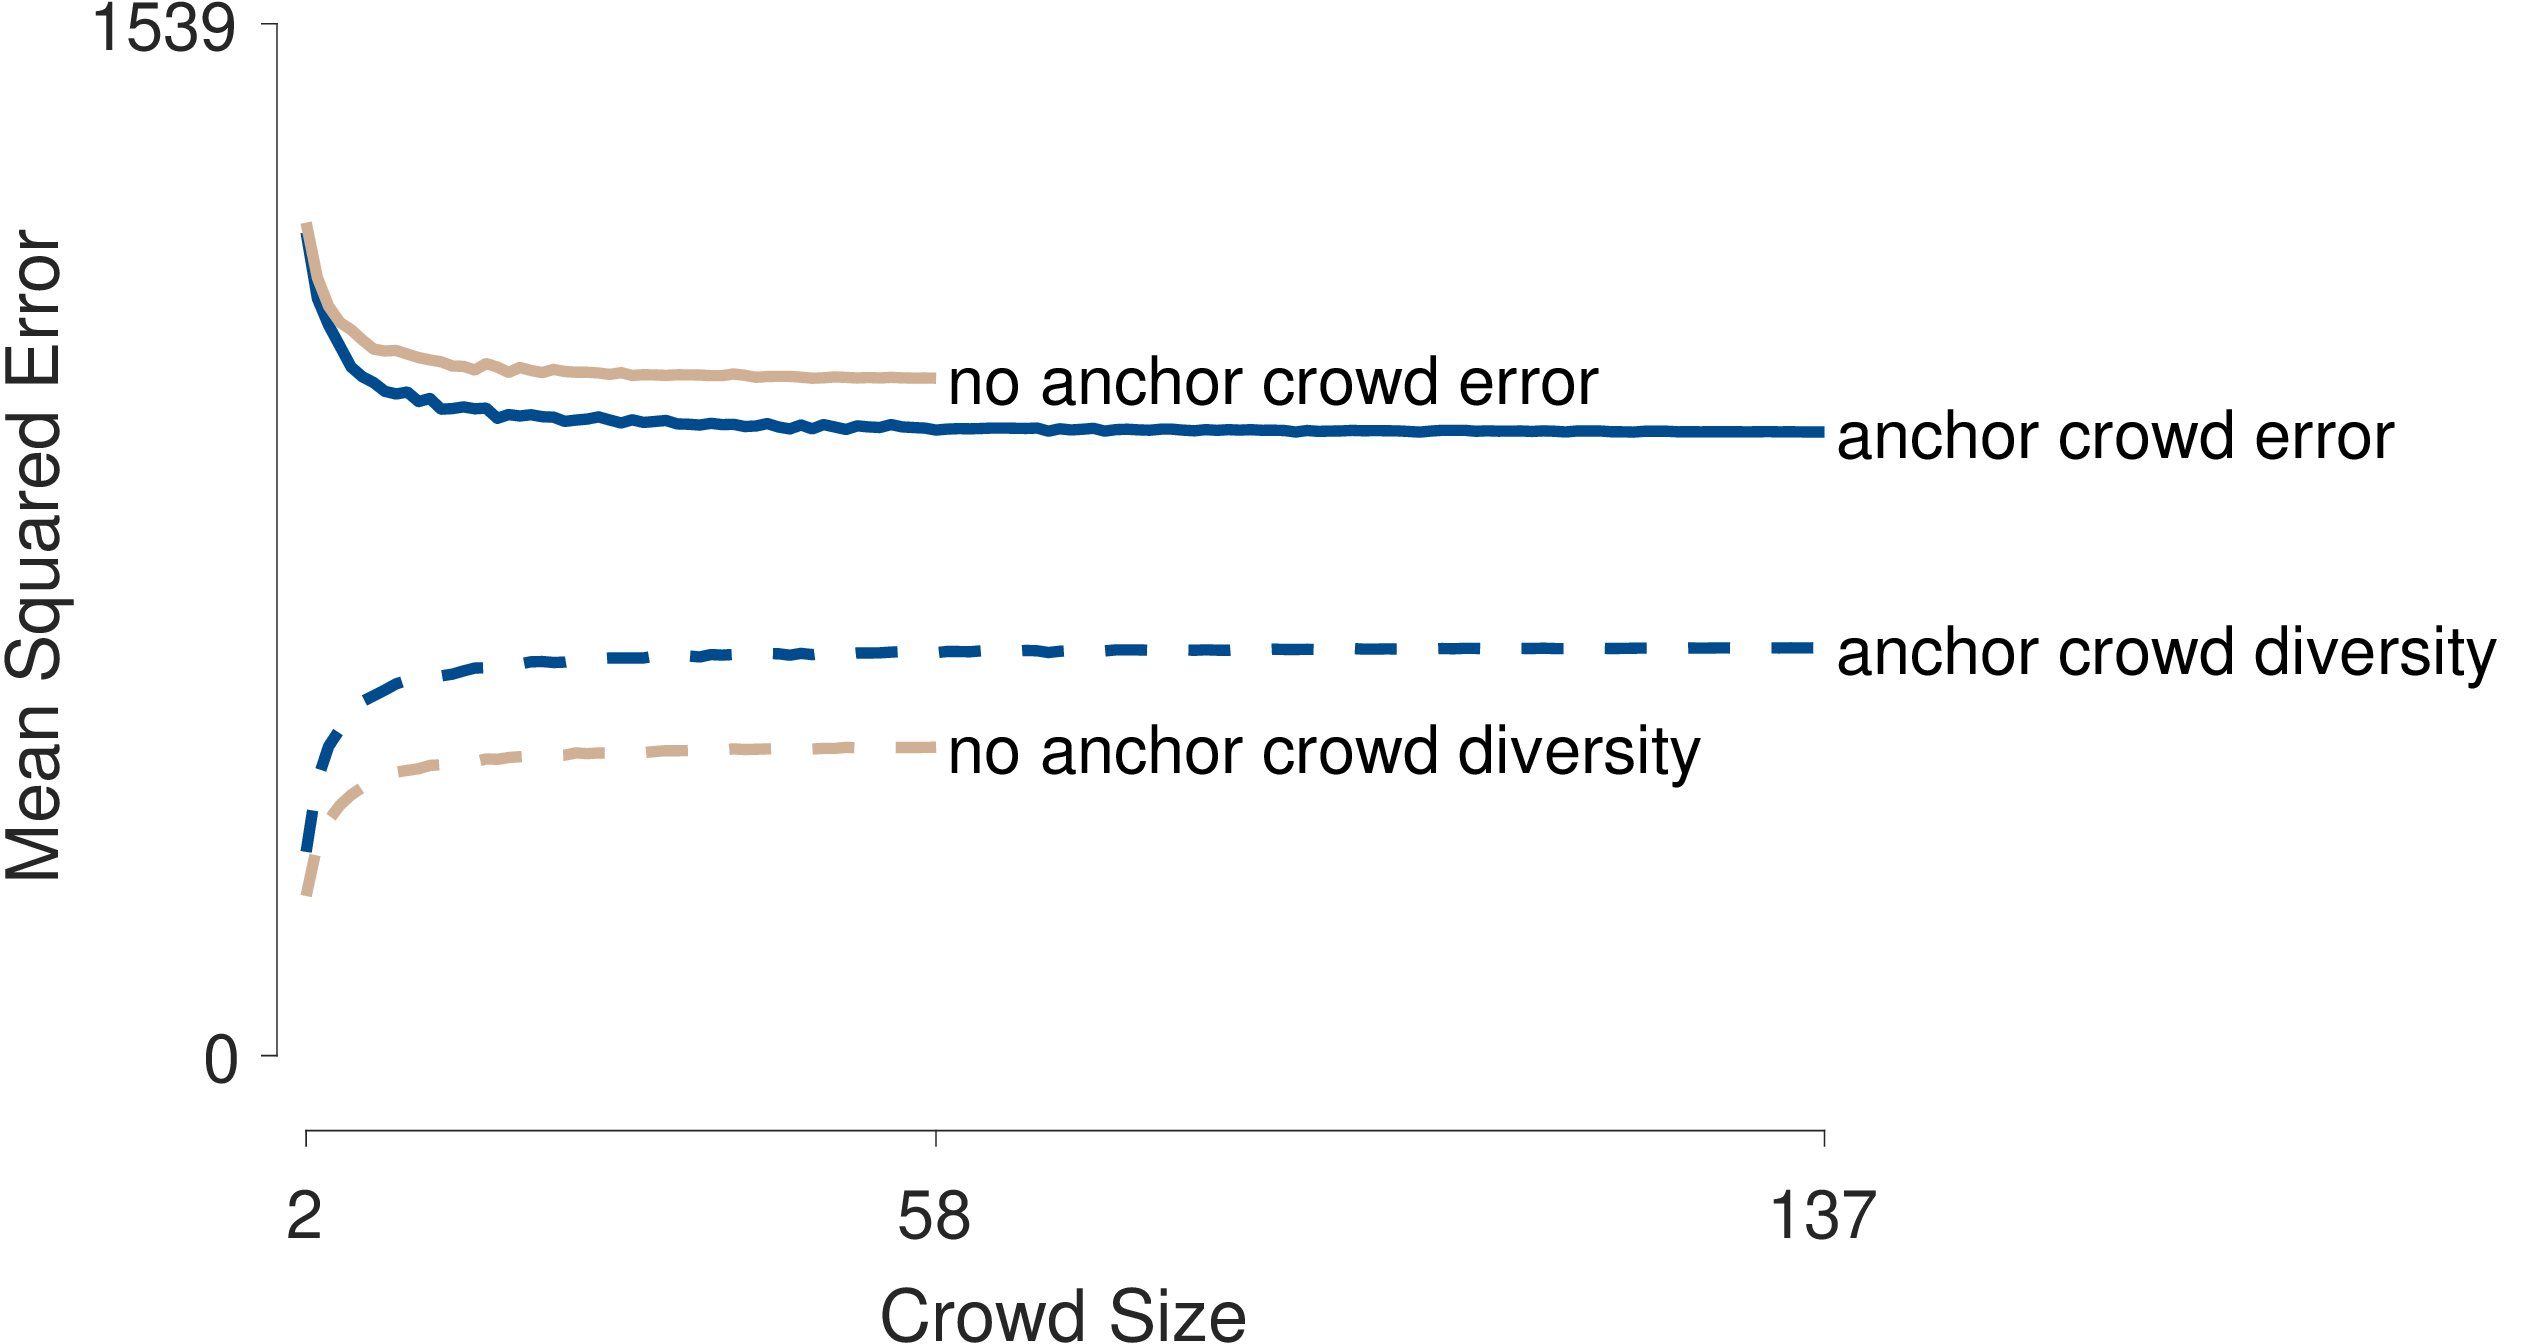 1539
Mean Squared Error
no anchor crowd error
anchor crowd error
anchor crowd diversity
no anchor crowd diversity
0
2 58 137
Crowd Size